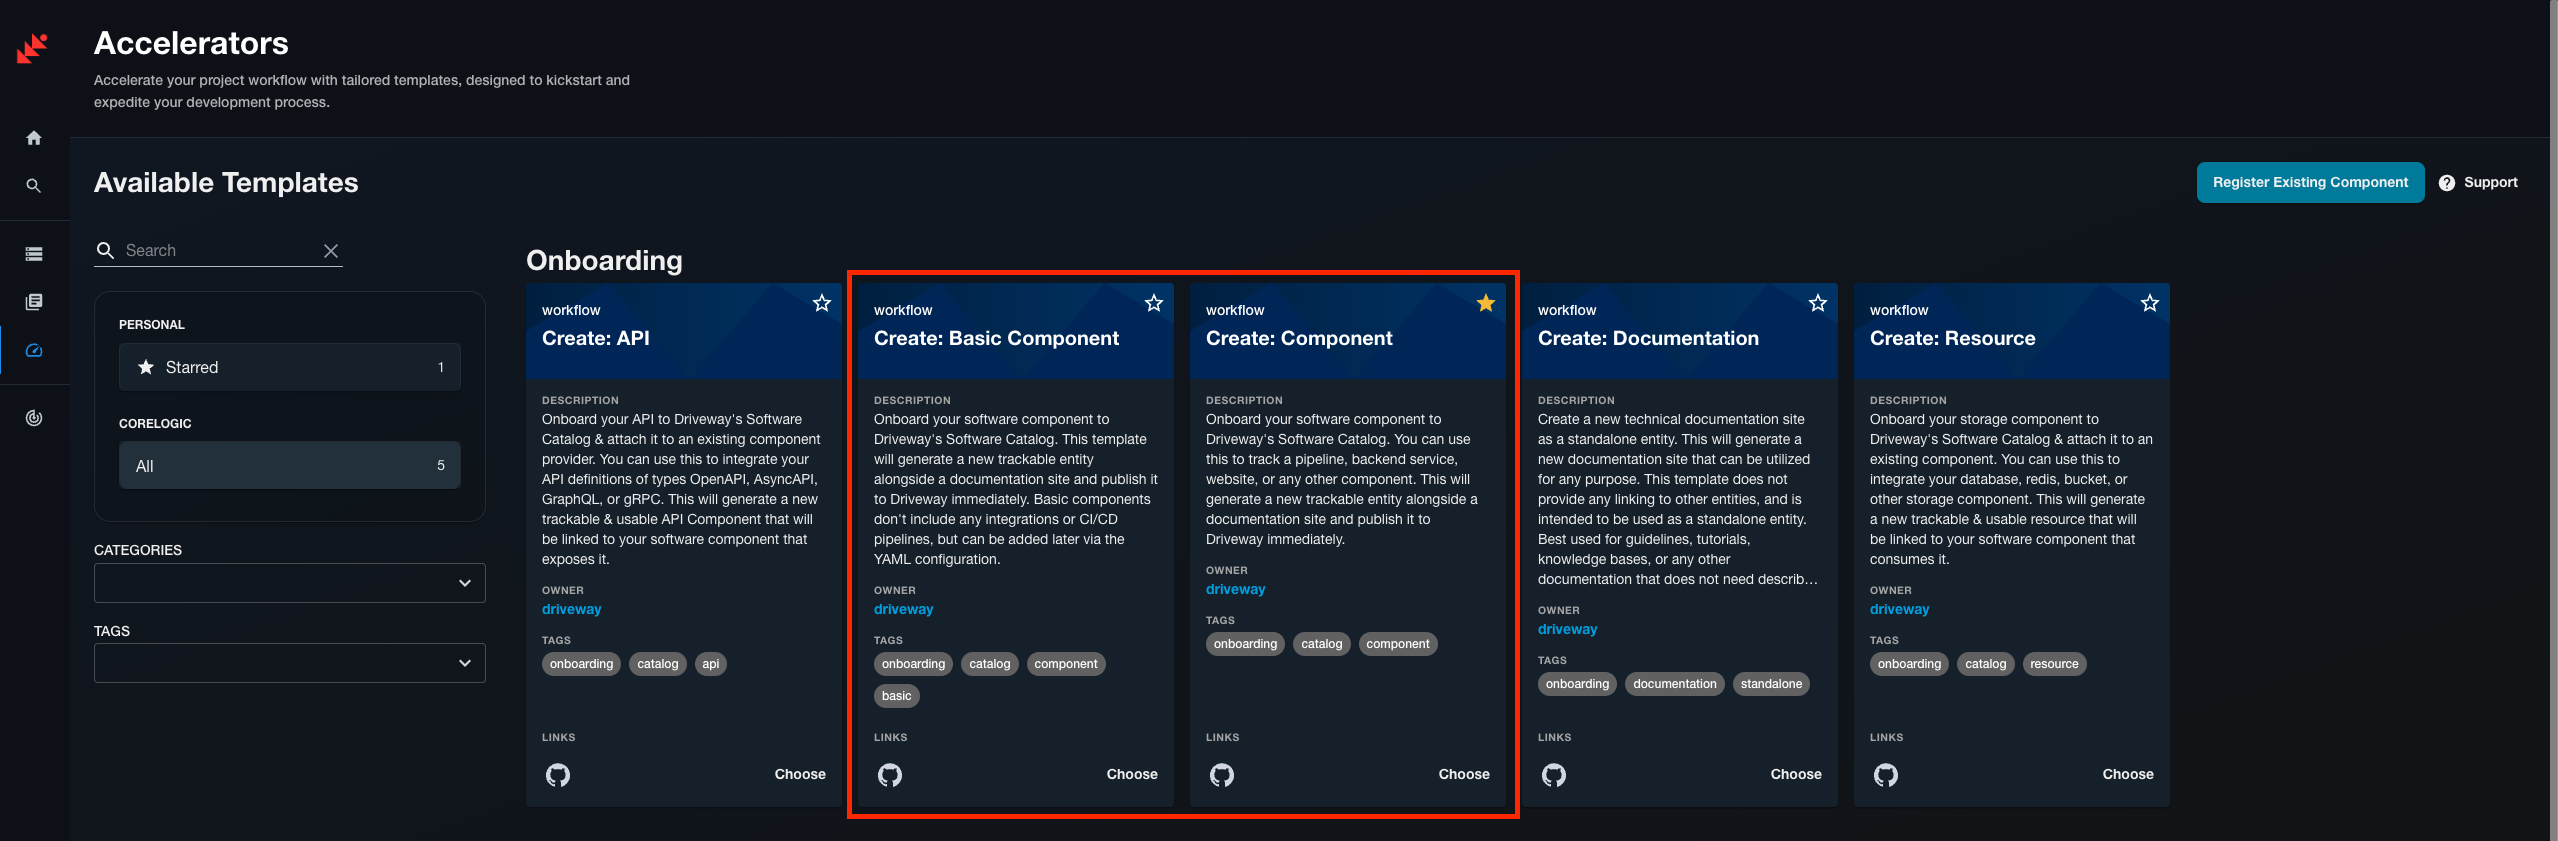 Accelerators
Accelerate your project workflow with tailored templates, designed to kickstart and
expedite your development process.
Available Templates
Register Existing Component
Support
Search
PERSONAL
Starred
1
CORELOGIC
All
5
CATEGORIES
TAGS
Onboarding
workflow
Create: API
DESCRIPTION
Onboard your API to Driveway's Software
Catalog & attach it to an existing component
provider. You can use this to integrate your
API definitions of types OpenAPI, AsyncAPI,
GraphQL, or gRPC. This will generate a new
trackable & usable API Component that will
be linked to your software component that
exposes it.
OWNER
driveway
TAGS
onboarding catalog api
LINKS
Choose
workflow
Create: Basic Component
DESCRIPTION
Onboard your software component to
Driveway's Software Catalog. This template
will generate a new trackable entity
alongside a documentation site and publish it
to Driveway immediately. Basic components
don't include any integrations or CI/CD
pipelines, but can be added later via the
YAML configuration.
OWNER
driveway
TAGS
onboarding catalog component
basic
LINKS
Choose
workflow
Create: Component
DESCRIPTION
Onboard your software component to
Driveway's Software Catalog. You can use
this to track a pipeline, backend service,
website, or any other component. This will
generate a new trackable entity alongside a
documentation site and publish it to
Driveway immediately.
OWNER
driveway
TAGS
onboarding catalog component
LINKS
Choose
workflow
Create: Documentation
DESCRIPTION
Create a new technical documentation site
as a standalone entity. This will generate a
new documentation site that can be utilized
for any purpose. This template does not
provide any linking to other entities, and is
intended to be used as a standalone entity.
Best used for guidelines, tutorials,
knowledge bases, or any other
documentation that does not need describ…
OWNER
driveway
TAGS
onboarding documentation standalone
LINKS
Choose
workflow
Create: Resource
DESCRIPTION
Onboard your storage component to
Driveway's Software Catalog & attach it to an
existing component. You can use this to
integrate your database, redis, bucket, or
other storage component. This will generate
a new trackable & usable resource that will
be linked to your software component that
consumes it.
OWNER
driveway
TAGS
onboarding catalog resource
LINKS
Choose